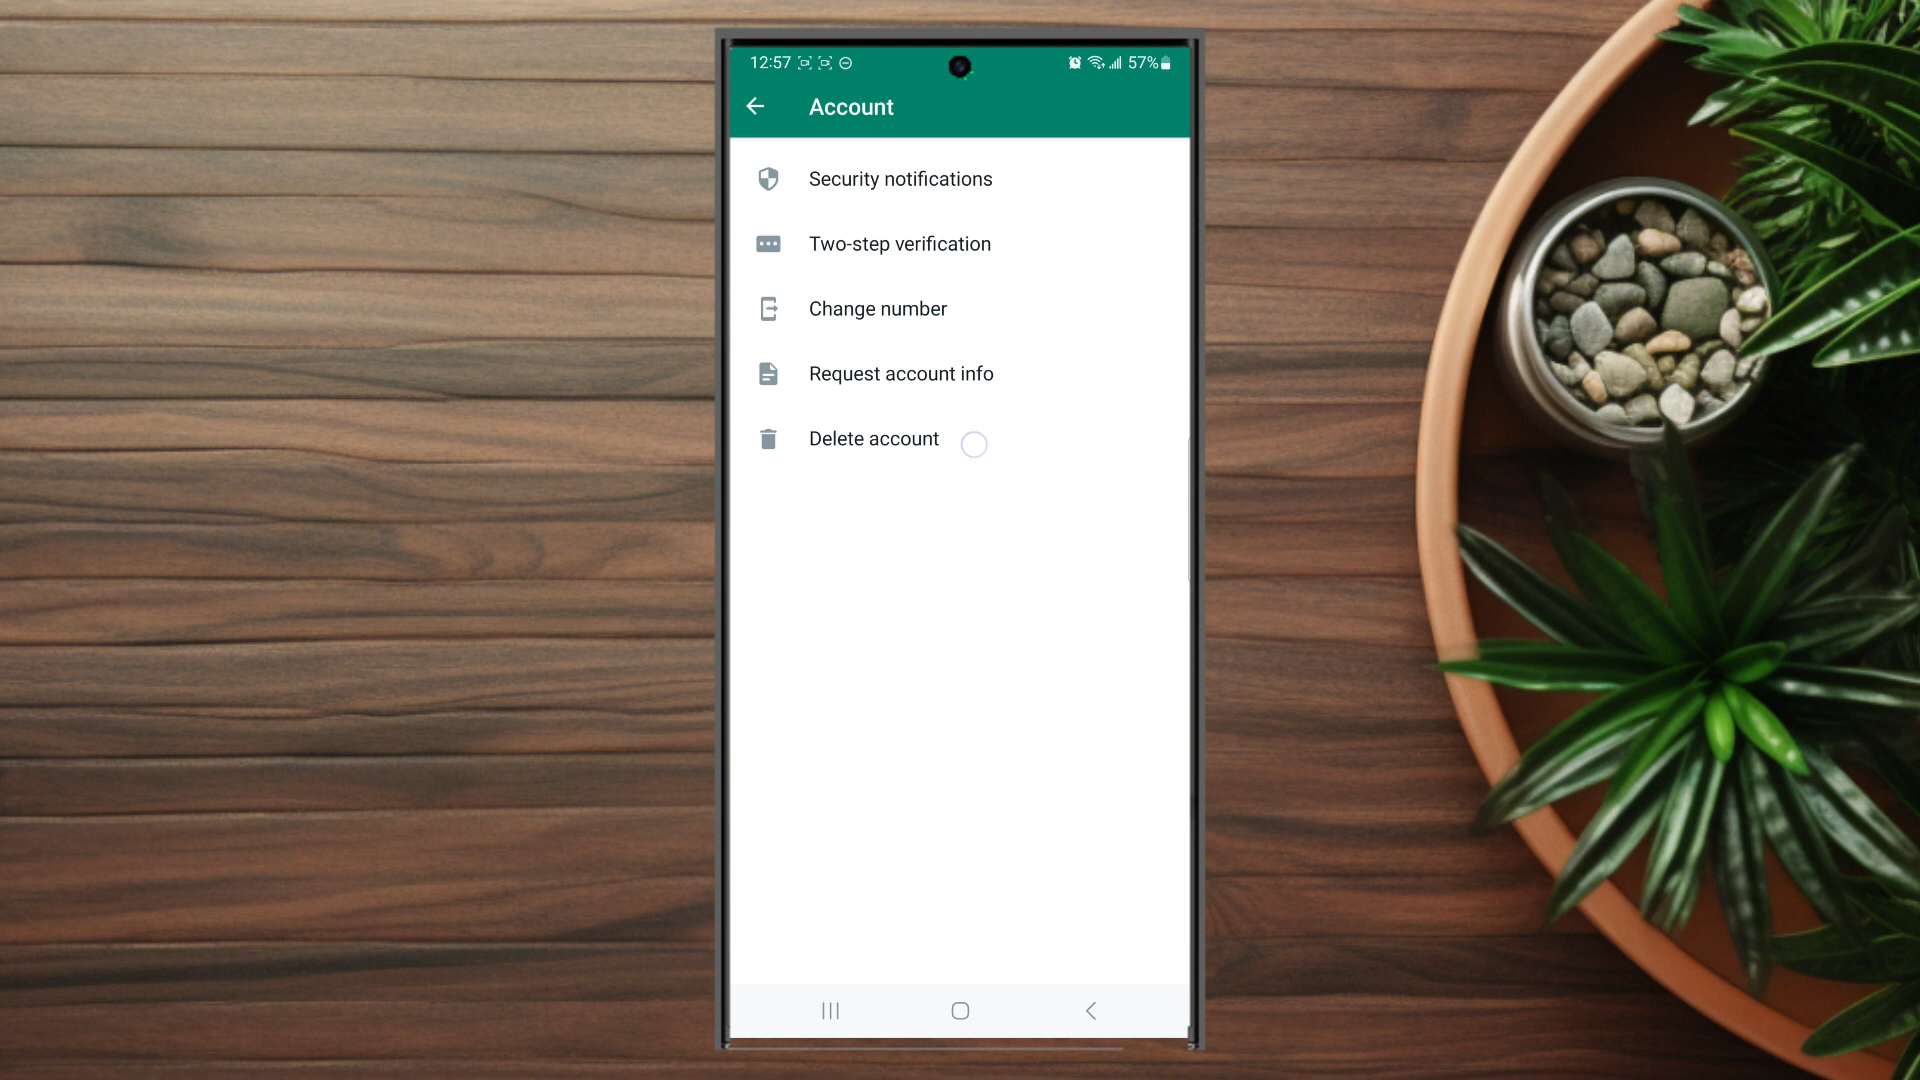 12:57 57%
Account
Security notifications
Two-step verification
Change number
Request account info
Delete account